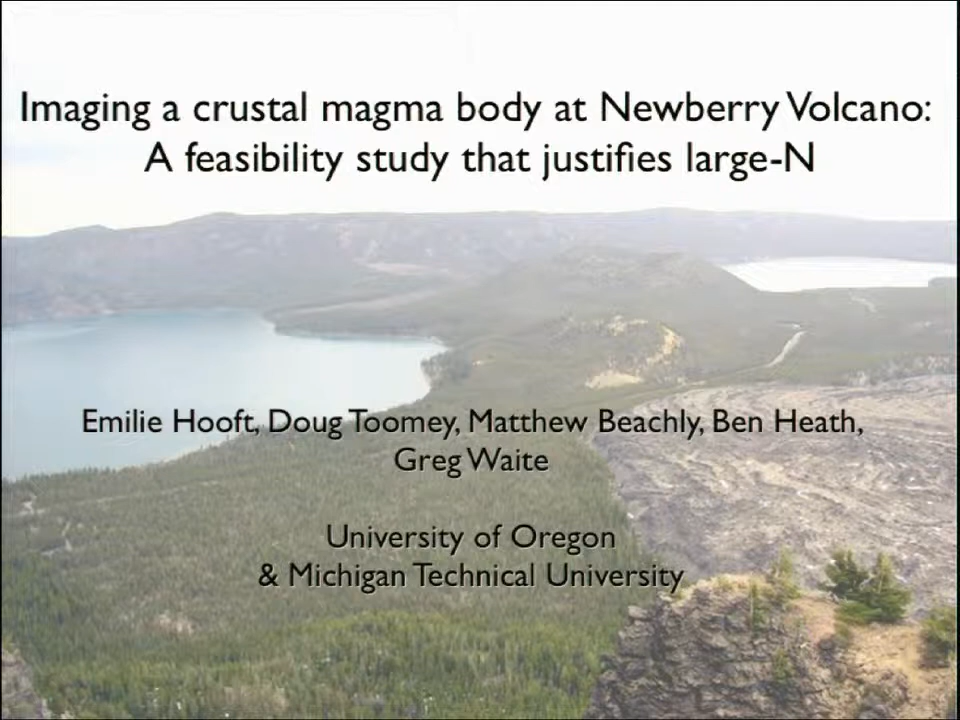 Imaging a crustal magma body at Newberry Volcano:
A feasibility study that justifies large-N
Emilie Hooft, Doug Toomey, Matthew Beachly, Ben Heath,
Greg Waite
University of Oregon
& Michigan Technical University